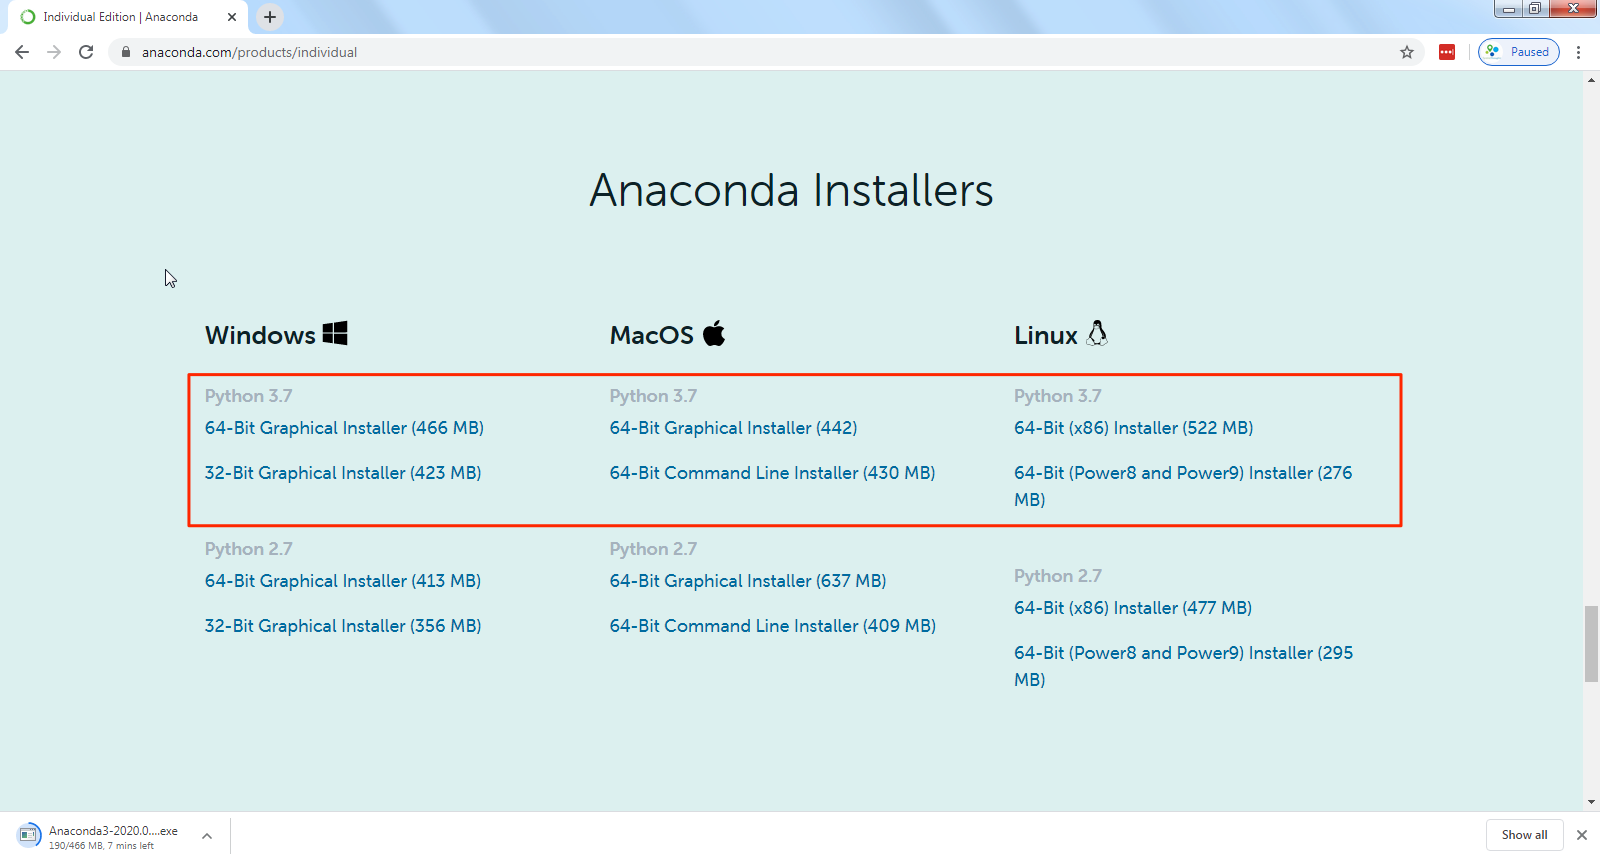 Individual Edition | Anaconda
anaconda.com/products/individual
Paused
Anaconda Installers
Windows
Python 3.7
64-Bit Graphical Installer (466 MB)
32-Bit Graphical Installer (423 MB)
Python 2.7
64-Bit Graphical Installer (413 MB)
32-Bit Graphical Installer (356 MB)
MacOS
Python 3.7
64-Bit Graphical Installer (442)
64-Bit Command Line Installer (430 MB)
Python 2.7
64-Bit Graphical Installer (637 MB)
64-Bit Command Line Installer (409 MB)
Linux
Python 3.7
64-Bit (x86) Installer (522 MB)
64-Bit (Power8 and Power9) Installer (276
MB)
Python 2.7
64-Bit (x86) Installer (477 MB)
64-Bit (Power8 and Power9) Installer (295
MB)
Anaconda3-2020.0....exe
190/466 MB, 7 mins left
Show all